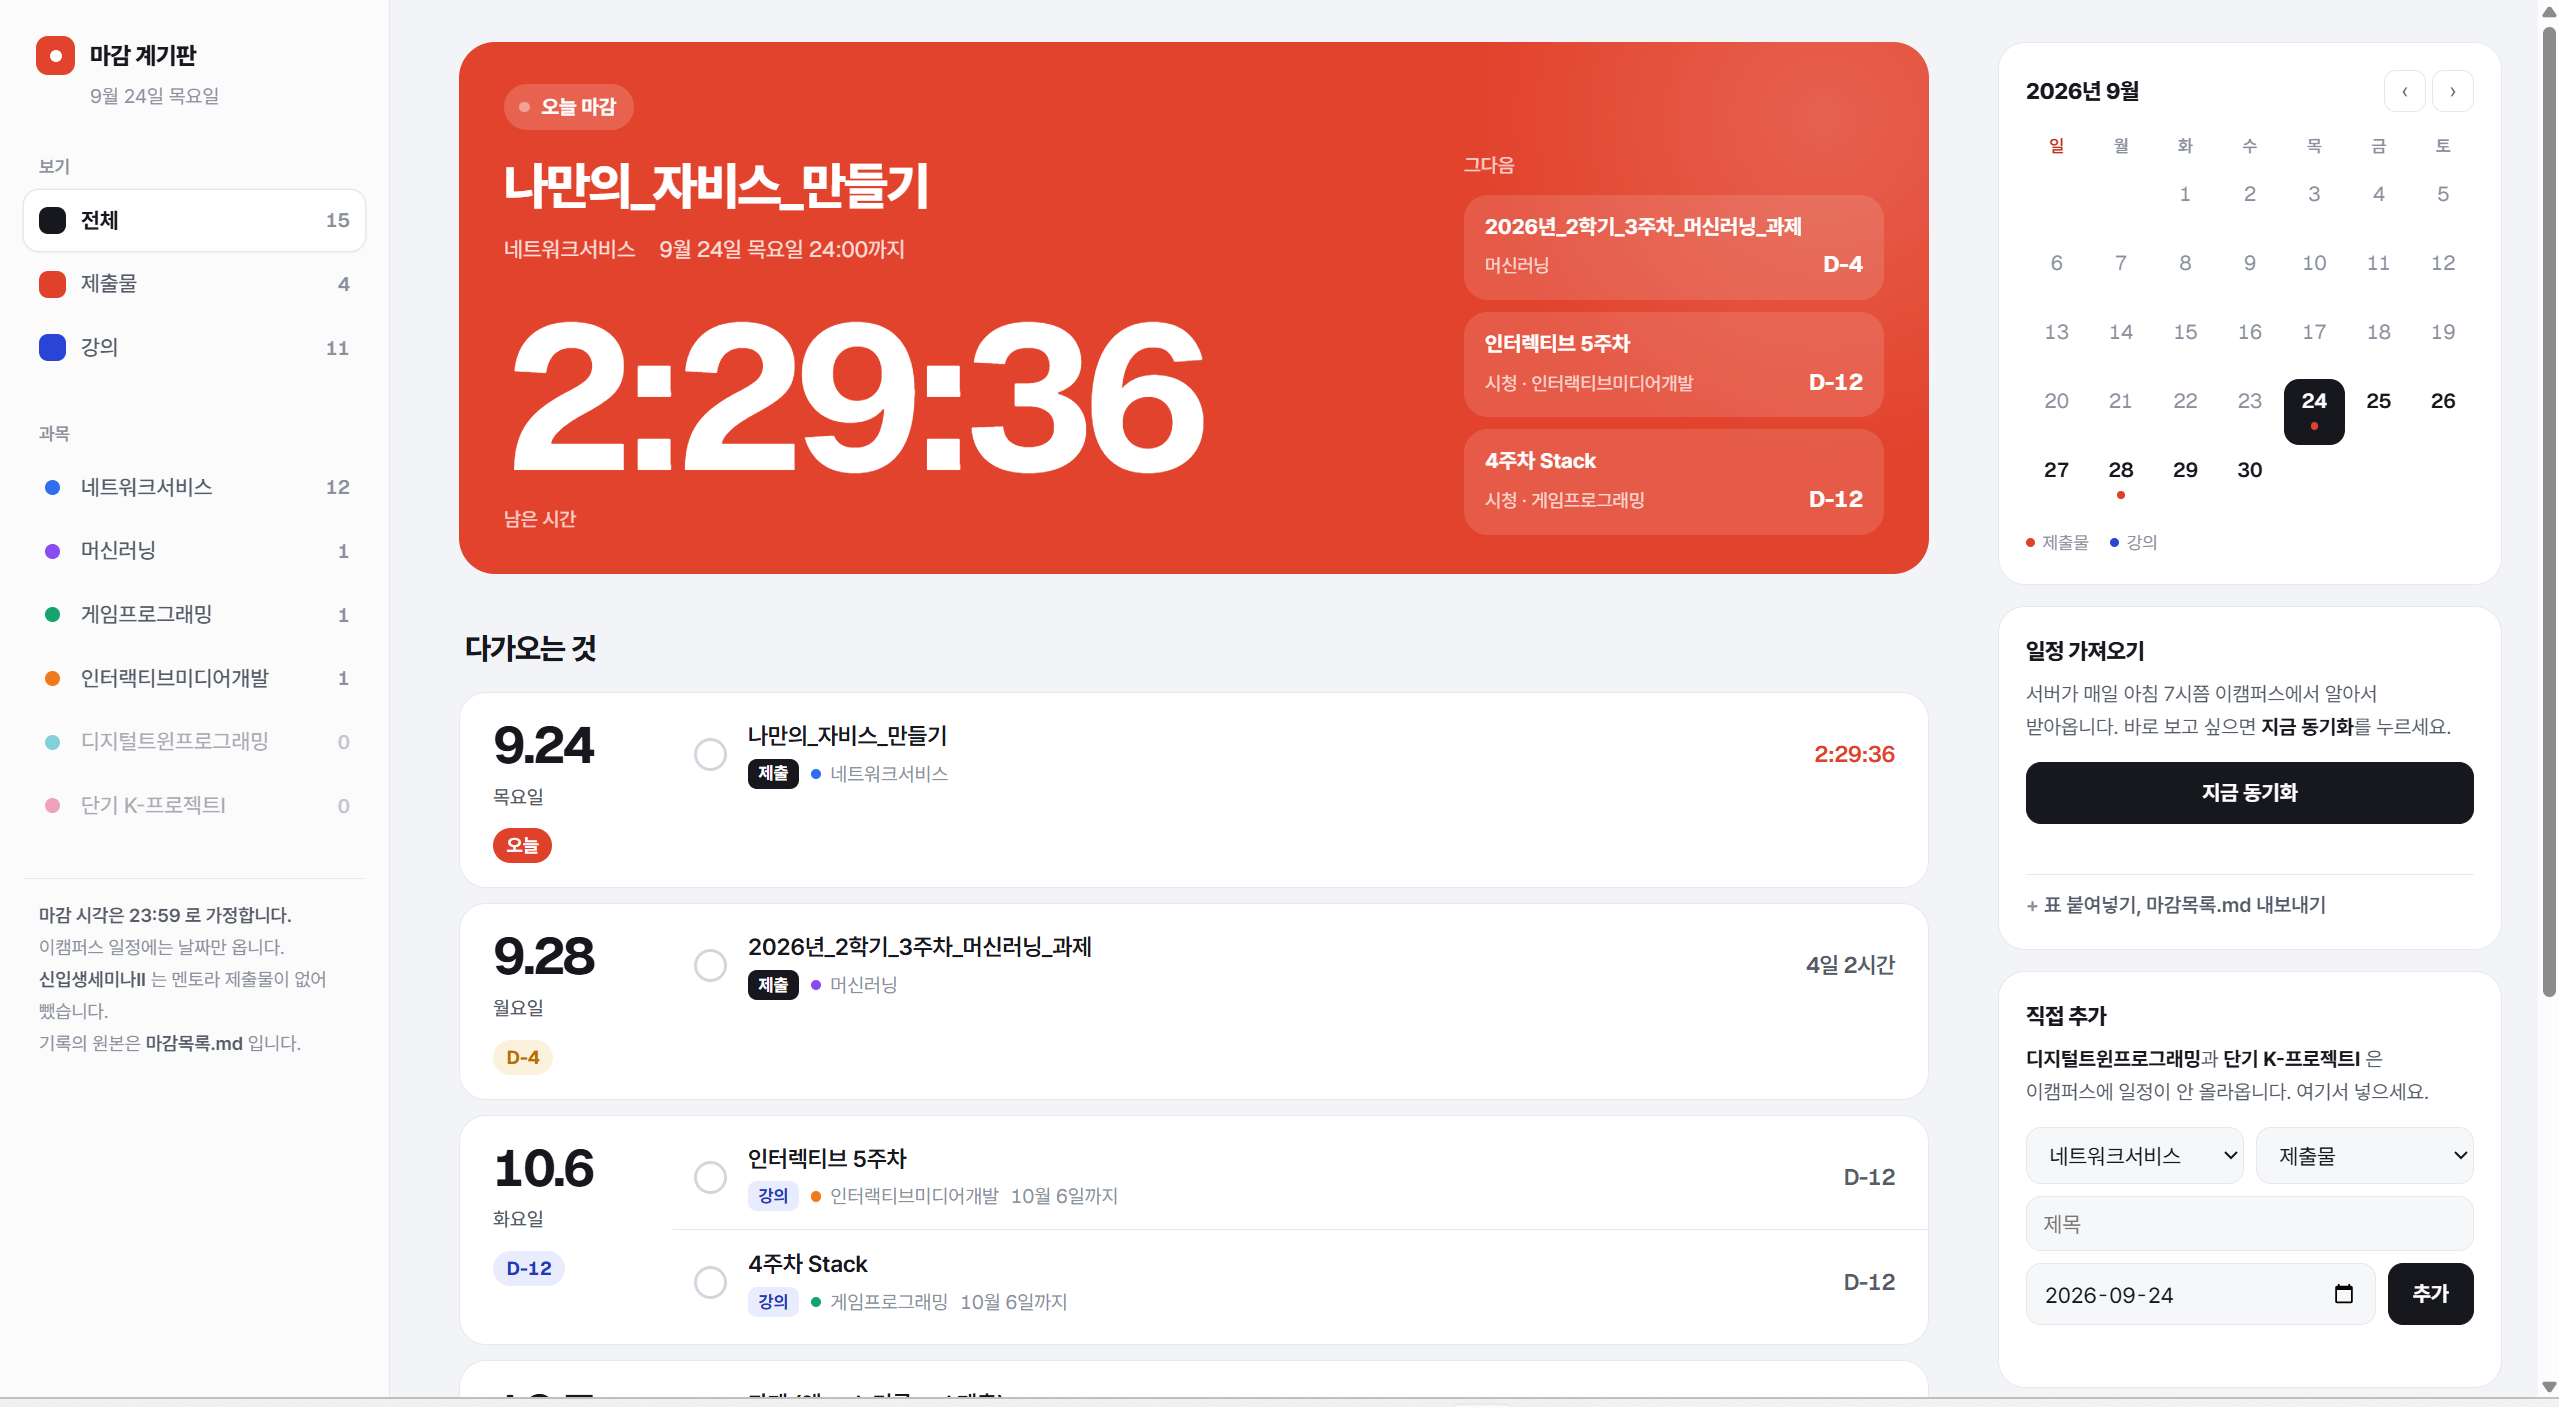 마감 계기판
9월 24일 목요일
보기
전체 15
제출물 4
강의 11
과목
네트워크서비스 12
머신러닝 1
게임프로그래밍 1
인터랙티브미디어개발 1
디지털트윈프로그래밍 0
단기 K-프로젝트I 0
마감 시각은 23:59 로 가정합니다.
이캠퍼스 일정에는 날짜만 옵니다.
신입생세미나II 는 멘토라 제출물이 없어
뺐습니다.
기록의 원본은 마감목록.md 입니다.
오늘 마감
나만의_자비스_만들기
네트워크서비스 9월 24일 목요일 24:00까지
2:29:36
남은 시간
그다음
2026년_2학기_3주차_머신러닝_과제
머신러닝 D-4
인터렉티브 5주차
시청 · 인터랙티브미디어개발 D-12
4주차 Stack
시청 · 게임프로그래밍 D-12
다가오는 것
9.24
목요일
오늘
나만의_자비스_만들기
제출 네트워크서비스
2:29:36
9.28
월요일
D-4
2026년_2학기_3주차_머신러닝_과제
제출 머신러닝
4일 2시간
10.6
화요일
D-12
인터렉티브 5주차
강의 인터랙티브미디어개발 10월 6일까지
D-12
4주차 Stack
강의 게임프로그래밍 10월 6일까지
D-12
2026년 9월
‹ ›
일 월 화 수 목 금 토
1 2 3 4 5
6 7 8 9 10 11 12
13 14 15 16 17 18 19
20 21 22 23 24 25 26
27 28 29 30
제출물 강의
일정 가져오기
서버가 매일 아침 7시쯤 이캠퍼스에서 알아서
받아옵니다. 바로 보고 싶으면 지금 동기화를 누르세요.
지금 동기화
+ 표 붙여넣기, 마감목록.md 내보내기
직접 추가
디지털트윈프로그래밍과 단기 K-프로젝트I 은
이캠퍼스에 일정이 안 올라옵니다. 여기서 넣으세요.
네트워크서비스 제출물
제목
2026-09-24 추가